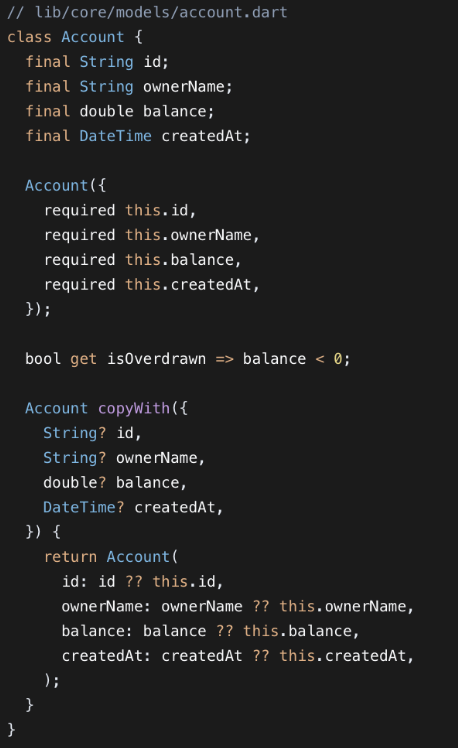 // lib/core/models/account.dart
class Account {
  final String id;
  final String ownerName;
  final double balance;
  final DateTime createdAt;

  Account({
    required this.id,
    required this.ownerName,
    required this.balance,
    required this.createdAt,
  });

  bool get isOverdrawn => balance < 0;

  Account copyWith({
    String? id,
    String? ownerName,
    double? balance,
    DateTime? createdAt,
  }) {
    return Account(
      id: id ?? this.id,
      ownerName: ownerName ?? this.ownerName,
      balance: balance ?? this.balance,
      createdAt: createdAt ?? this.createdAt,
    );
  }
}